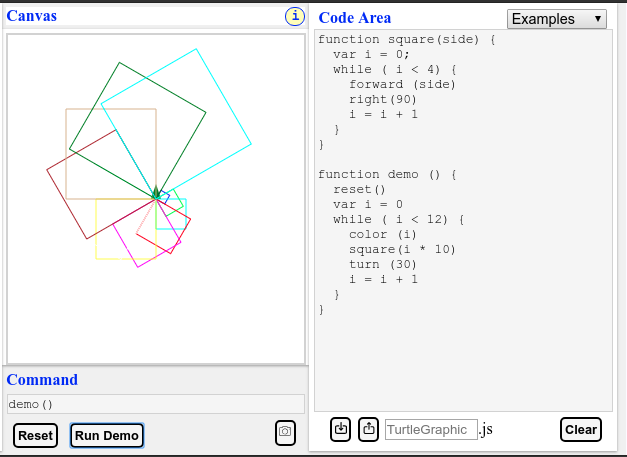 Canvas
i
Code Area
Examples
function square(side) {
  var i = 0;
  while ( i < 4) {
    forward (side)
    right(90)
    i = i + 1
  }
}

function demo () {
  reset()
  var i = 0
  while ( i < 12) {
    color (i)
    square(i * 10)
    turn (30)
    i = i + 1
  }
}
Command
demo()
Reset
Run Demo
TurtleGraphic .js
Clear